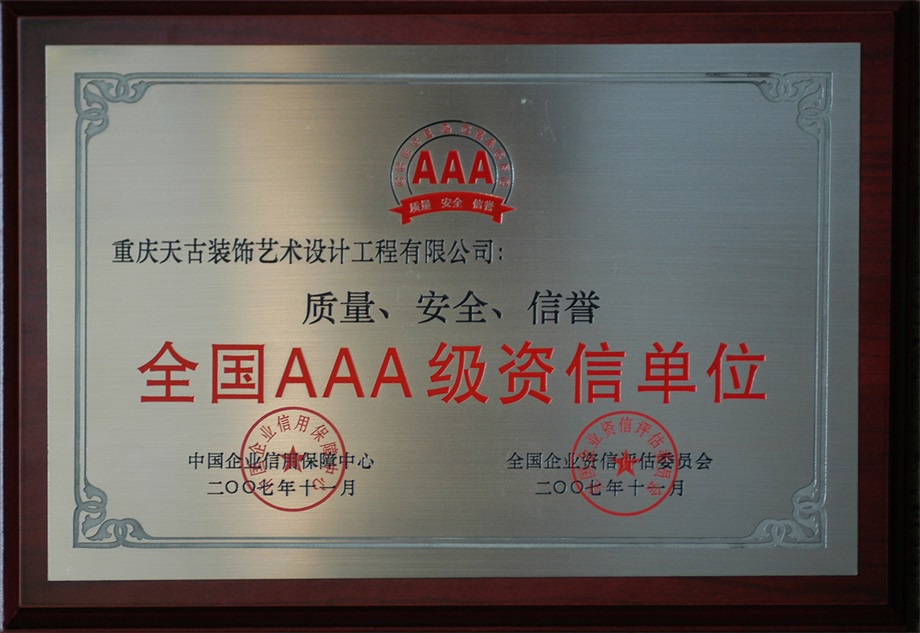 AAA
质量 安全 信誉
重庆天古装饰艺术设计工程有限公司：
质量、安全、信誉
全国AAA级资信单位
中国企业信用保障中心
二〇〇七年十一月
全国企业资信评估委员会
二〇〇七年十一月